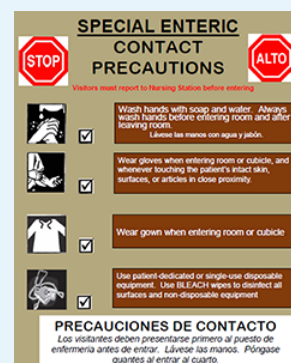 SPECIAL ENTERIC
CONTACT
PRECAUTIONS
STOP
ALTO
Visitors must report to Nursing Station before entering
Wash hands with soap and water. Always
wash hands before entering room and after
leaving room.
Lávese las manos con agua y jabón.
Wear gloves when entering room or cubicle, and
whenever touching the patient's intact skin,
surfaces, or articles in close proximity.
Wear gown when entering room or cubicle
Use patient-dedicated or single-use disposable
equipment. Use BLEACH wipes to disinfect all
surfaces and non-disposable equipment
PRECAUCIONES DE CONTACTO
Los visitantes deben presentarse primero al puesto de
enfermeria antes de entrar. Lávese las manos. Póngase
guantes al entrar al cuarto.